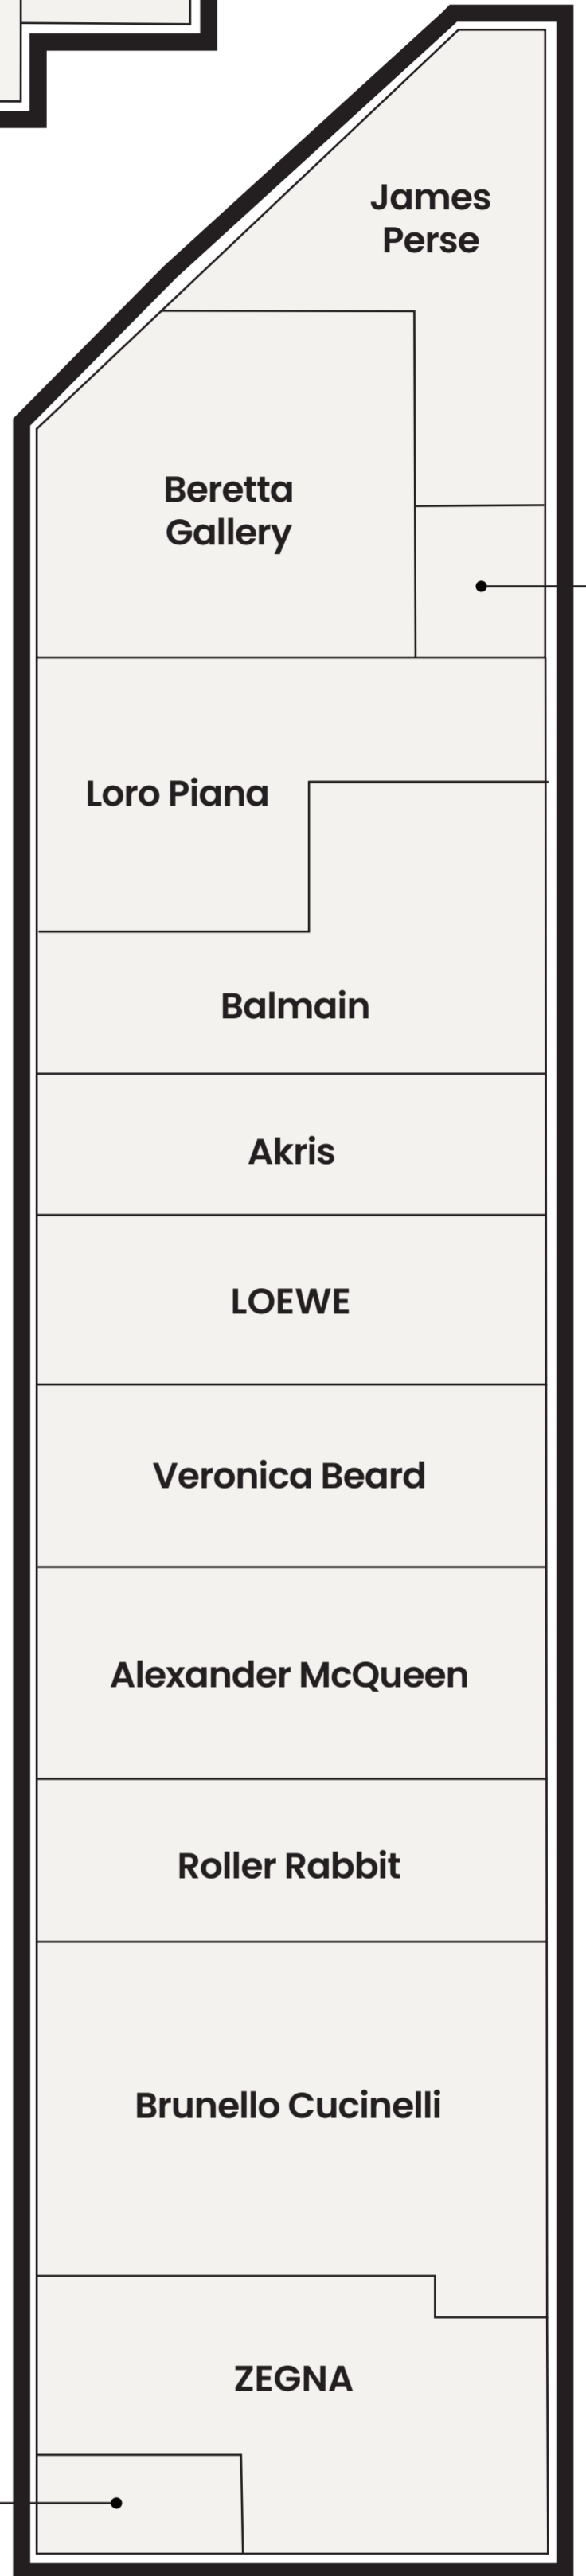 James
Perse
Beretta
Gallery
Loro Piana
Balmain
Akris
LOEWE
Veronica Beard
Alexander McQueen
Roller Rabbit
Brunello Cucinelli
ZEGNA